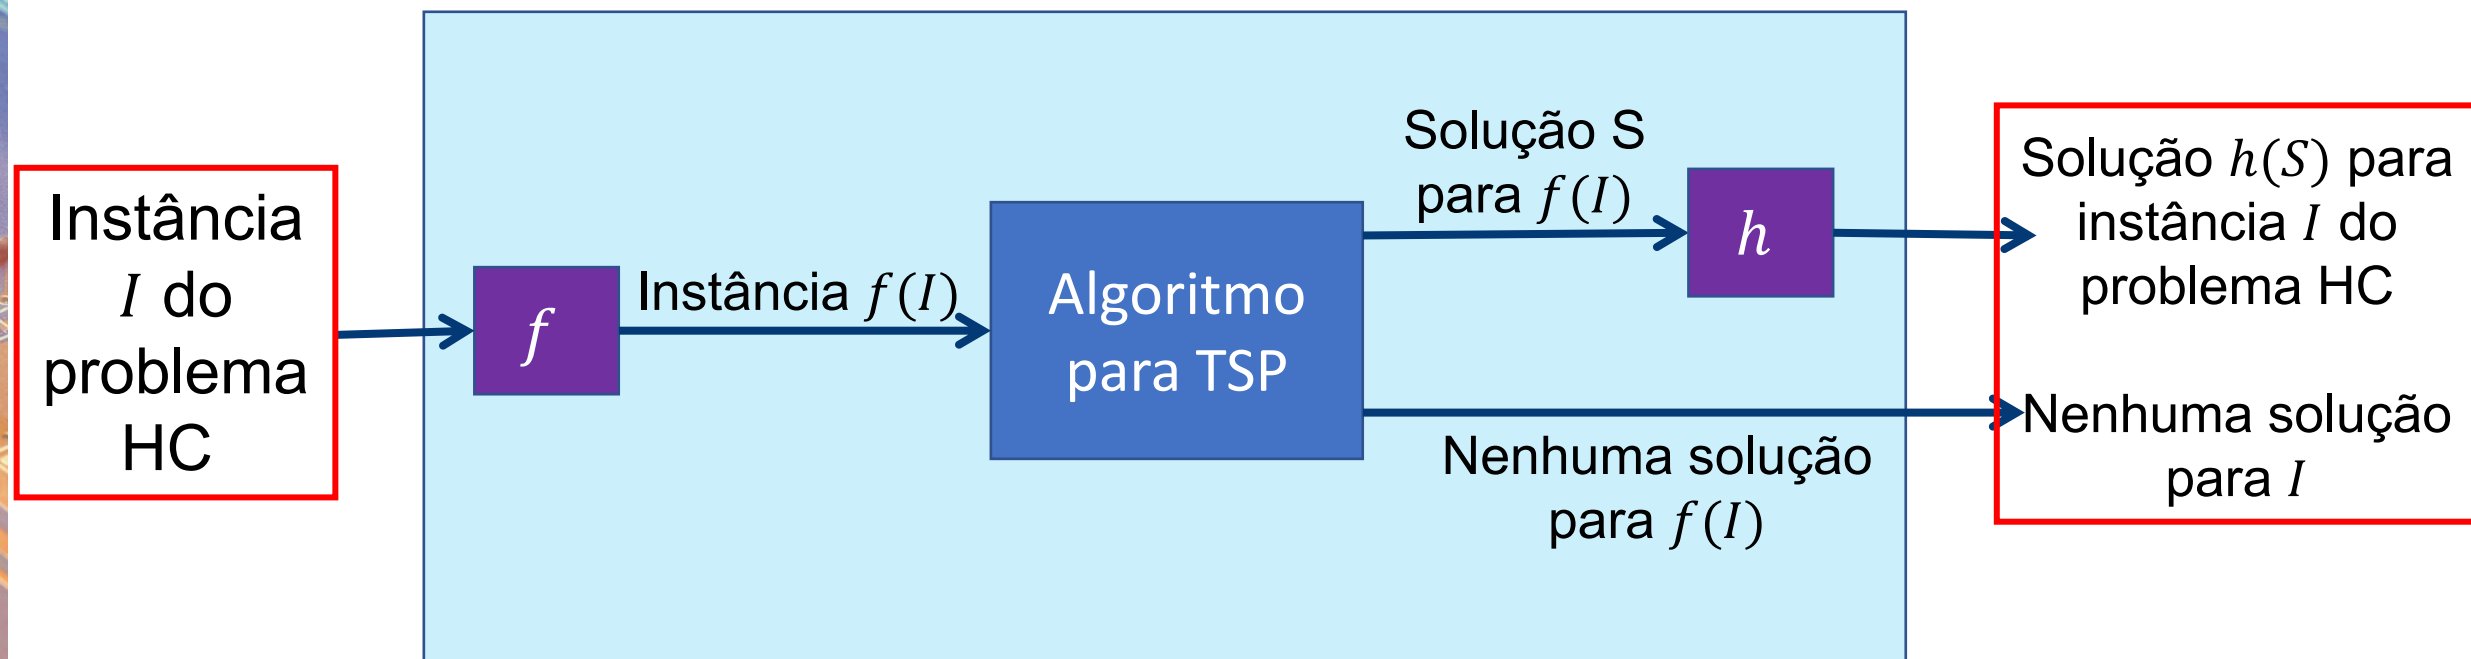 Instância
I do
problema
HC
f
Instância f(I)
Algoritmo
para TSP
Solução S
para f(I)
h
Nenhuma solução
para f(I)
Solução h(S) para
instância I do
problema HC
Nenhuma solução
para I